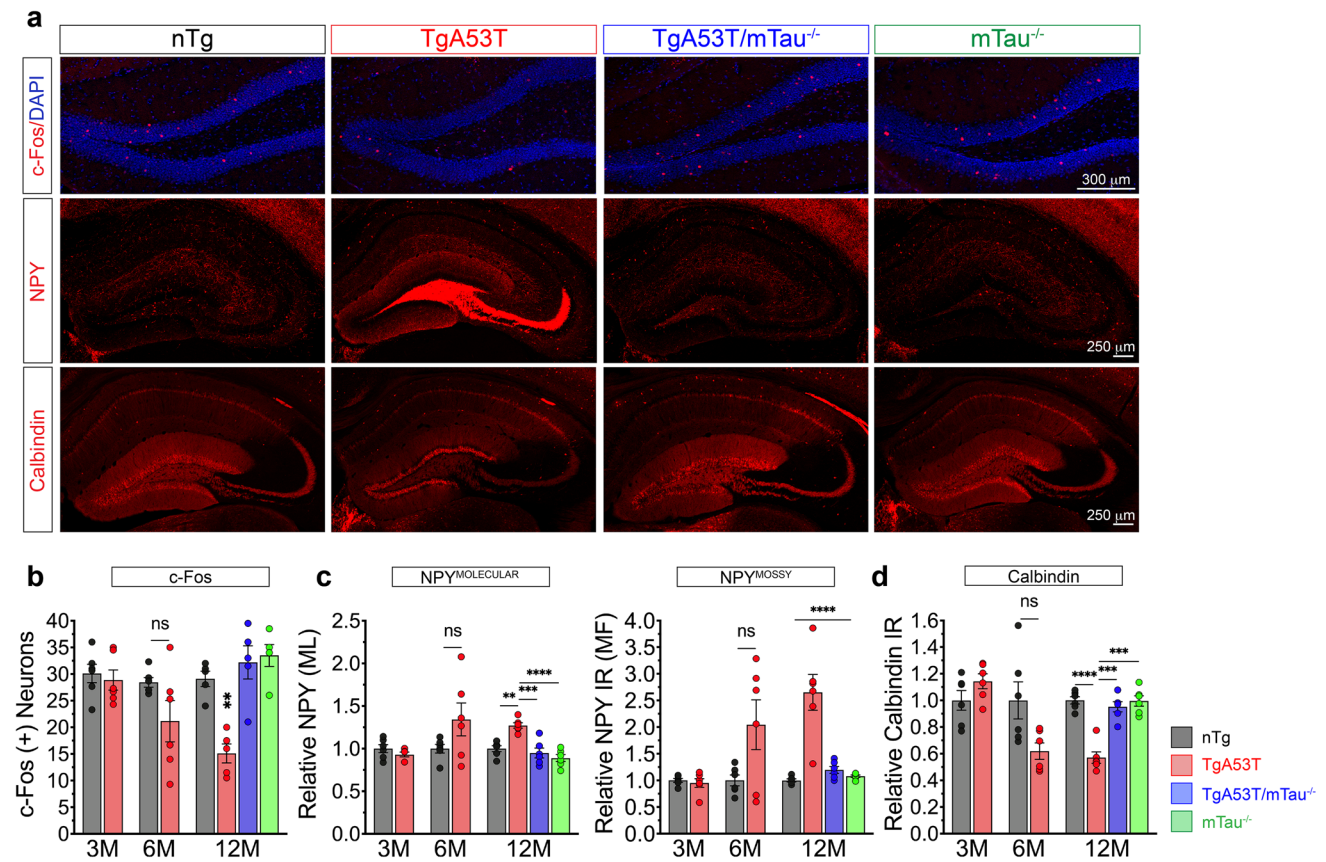 a
nTg
TgA53T
TgA53T/mTau⁻/⁻
mTau⁻/⁻
c-Fos/DAPI
300 μm
NPY
250 μm
Calbindin
250 μm
b
c-Fos
c-Fos (+) Neurons
40
35
30
25
20
15
10
5
0
ns
**
3M 6M 12M
c
NPYMOLECULAR
Relative NPY (ML)
2.5
2.0
1.5
1.0
0.5
0.0
ns
****
**
***
3M 6M 12M
NPYMOSSY
Relative NPY IR (MF)
4.0
3.5
3.0
2.5
2.0
1.5
1.0
0.5
0.0
ns
****
3M 6M 12M
d
Calbindin
Relative Calbindin IR
1.6
1.4
1.2
1.0
0.8
0.6
0.4
0.2
0.0
ns
***
****
***
3M 6M 12M
nTg
TgA53T
TgA53T/mTau⁻/⁻
mTau⁻/⁻